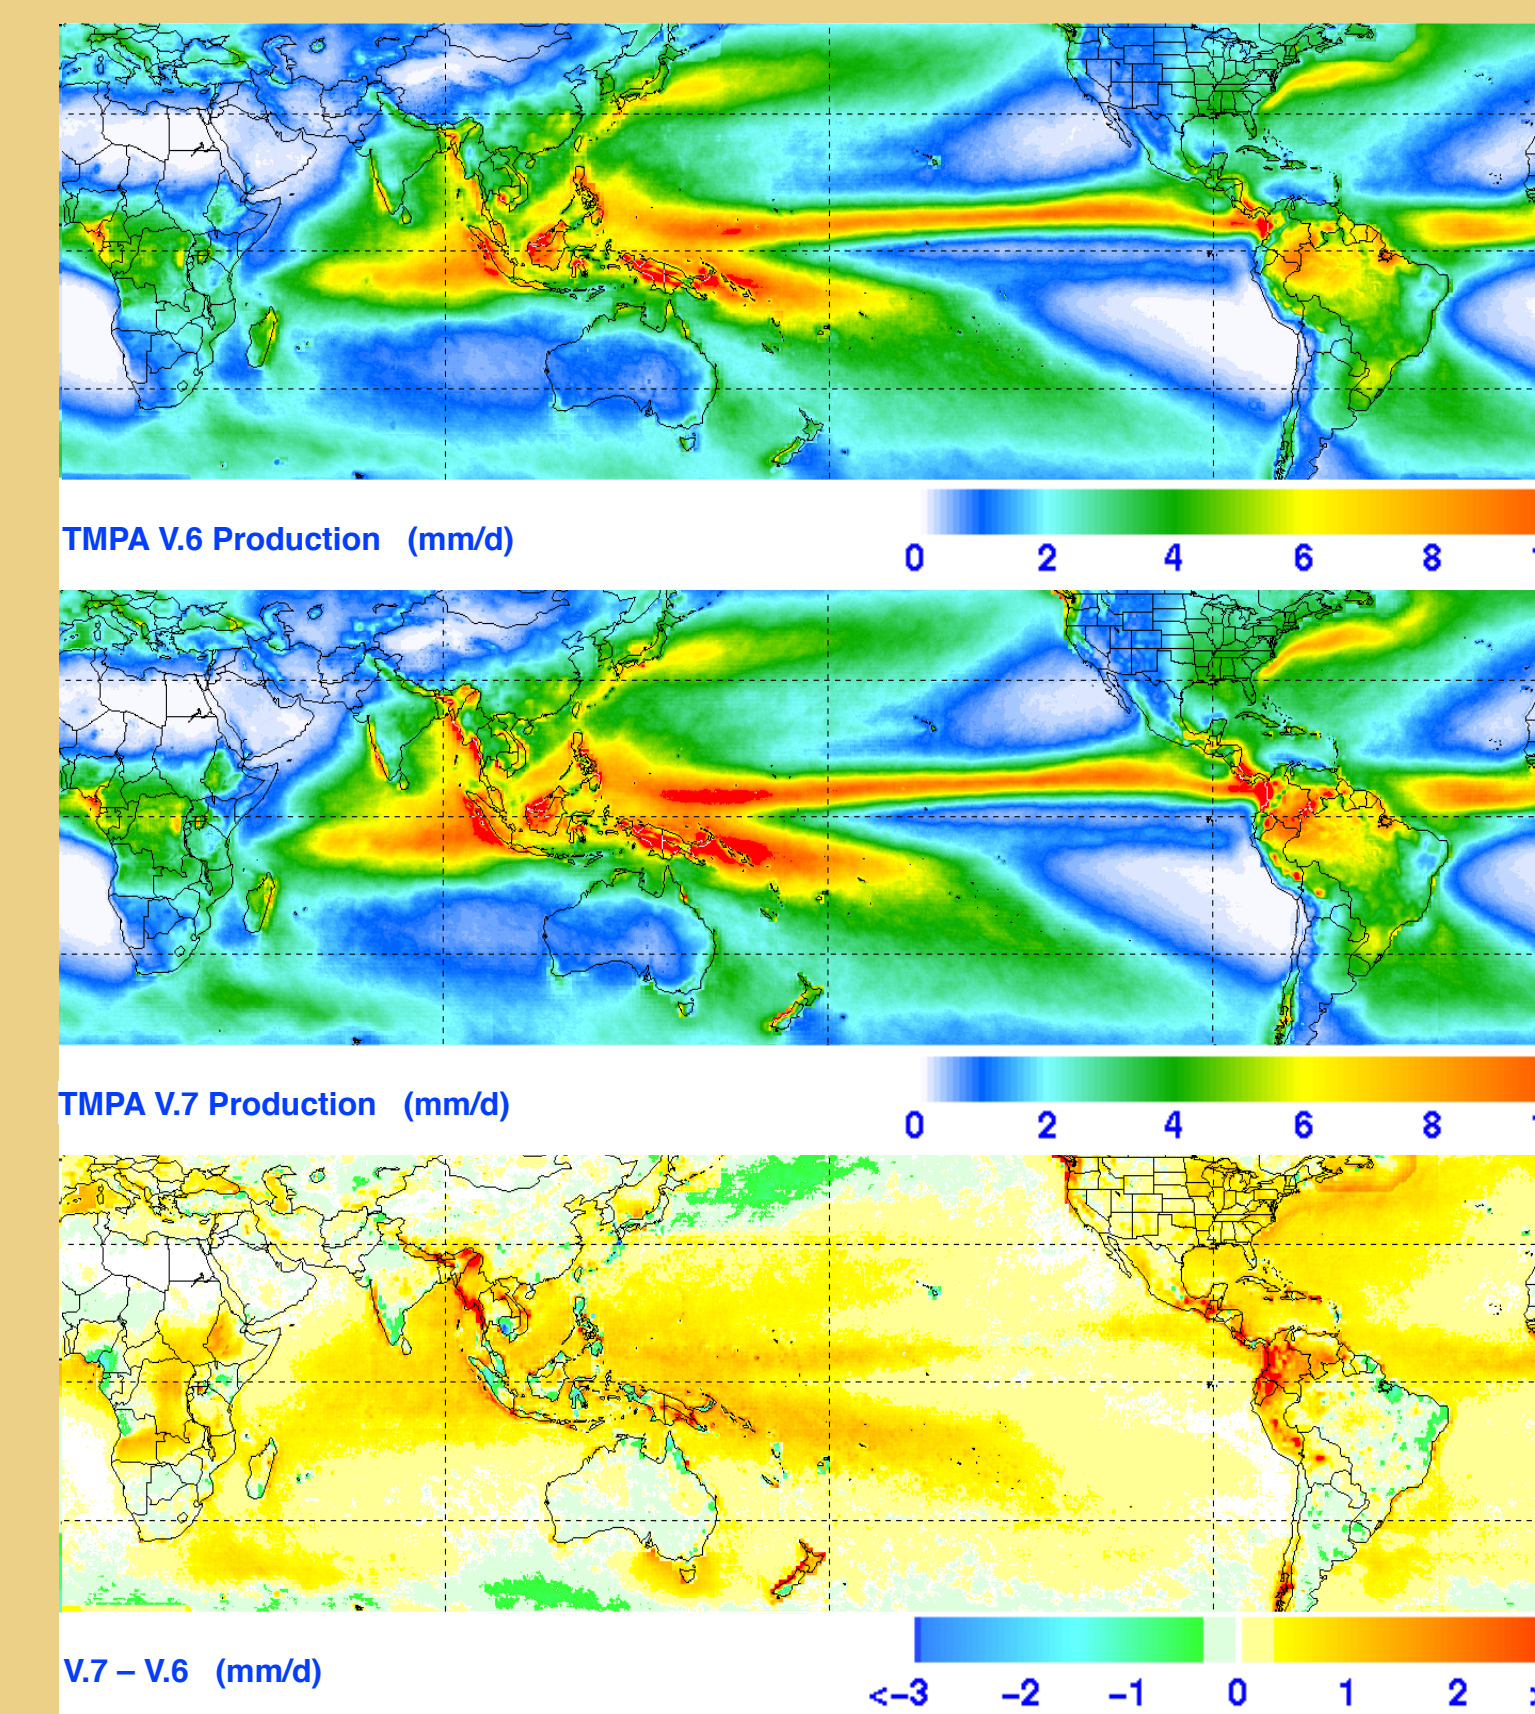 TMPA V.6 Production (mm/d)
0 2 4 6 8
TMPA V.7 Production (mm/d)
0 2 4 6 8
V.7 – V.6 (mm/d)
<-3 -2 -1 0 1 2